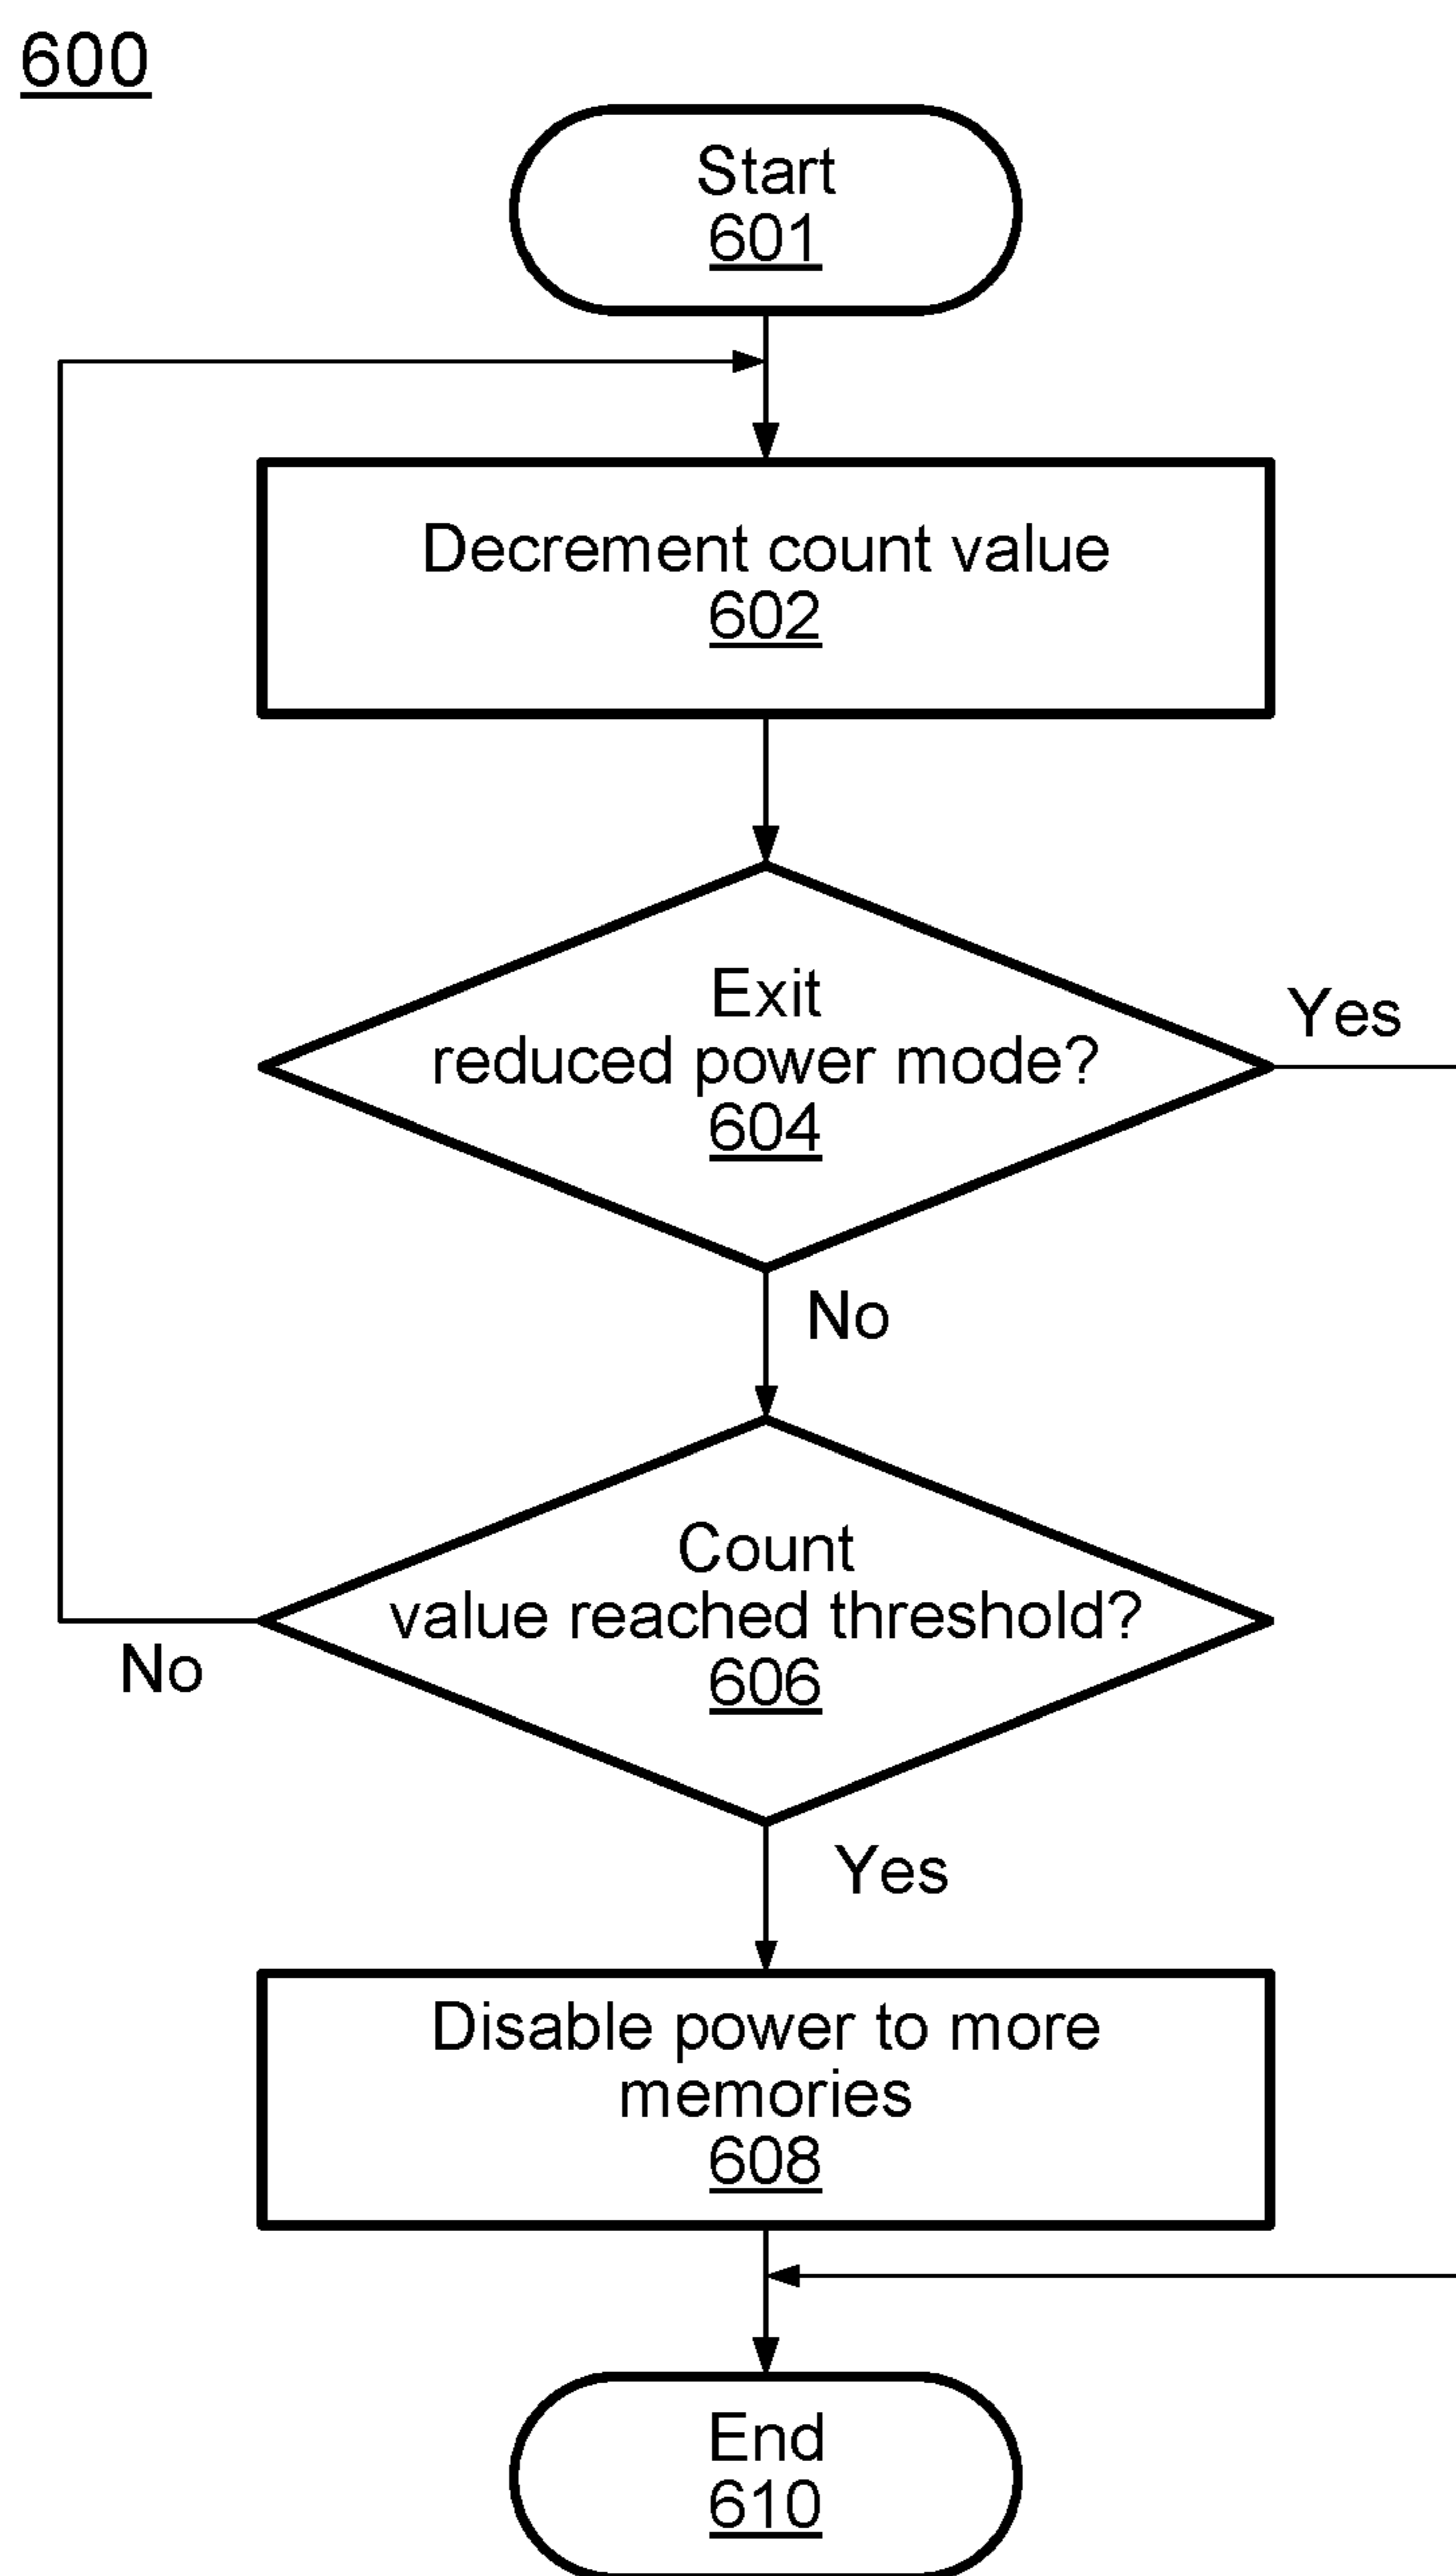 600
Start
601
Decrement count value
602
Exit
reduced power mode?
604
Yes
No
Count
value reached threshold?
606
No
Yes
Disable power to more
memories
608
End
610